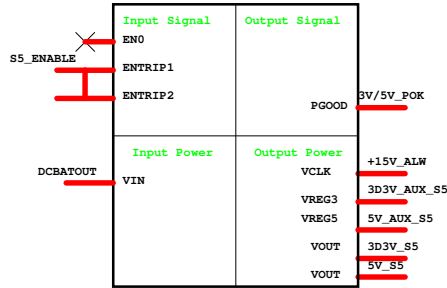 Input Signal
Output Signal
EN0
S5_ENABLE
ENTRIP1
ENTRIP2
3V/5V_POK
PGOOD
Input Power
Output Power
DCBATOUT
VIN
+15V_ALW
VCLK
3D3V_AUX_S5
VREG3
5V_AUX_S5
VREG5
3D3V_S5
VOUT
5V_S5
VOUT